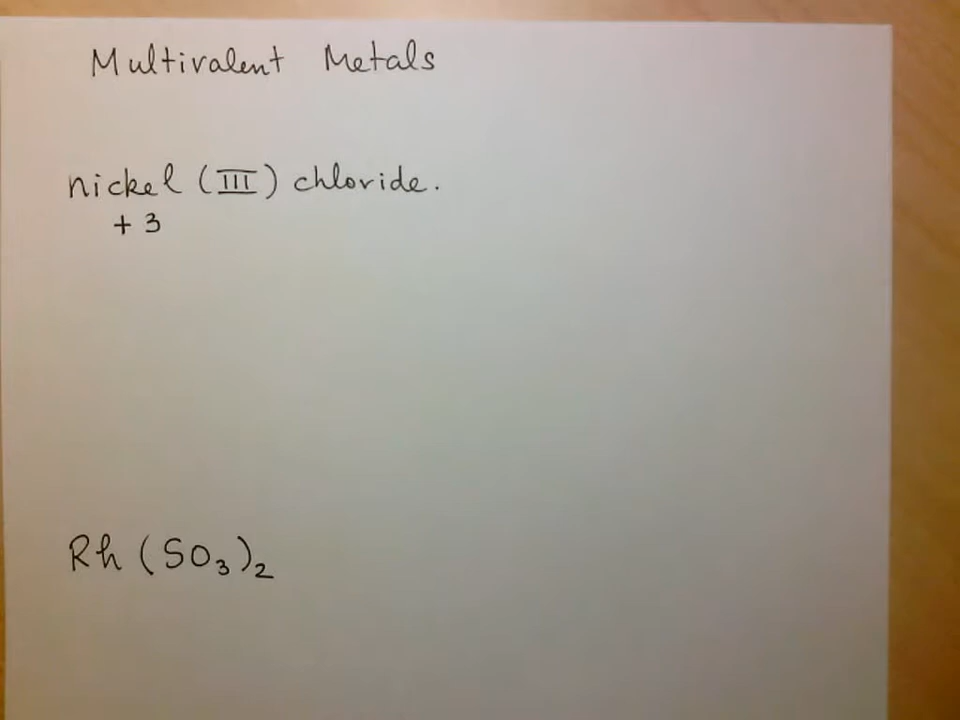 Multivalent Metals
nickel (III) chloride.
+3
Rh(SO₃)₂